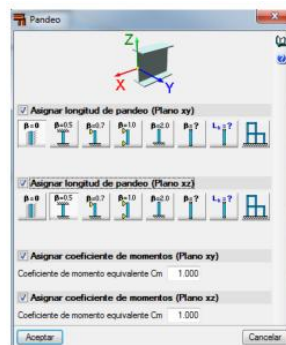 Pandeo
Z
X
Y
Asignar longitud de pandeo (Plano xy)
β=0 β=0.5 β=0.7 β=1.0 β=2.0 β=? Lk=?
Asignar longitud de pandeo (Plano xz)
β=0 β=0.5 β=0.7 β=1.0 β=2.0 β=? Lk=?
Asignar coeficiente de momentos (Plano xy)
Coeficiente de momento equivalente Cm 1.000
Asignar coeficiente de momentos (Plano xz)
Coeficiente de momento equivalente Cm 1.000
Aceptar Cancelar